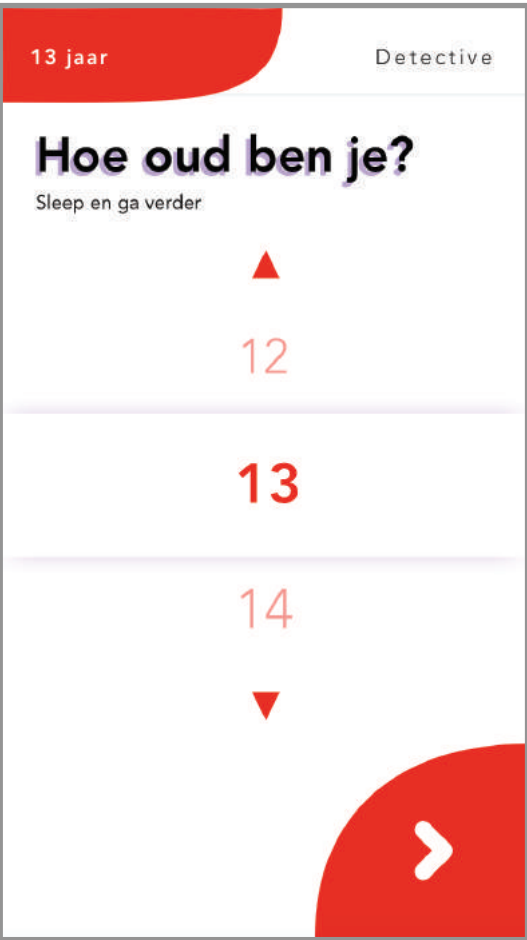 13 jaar
Detective
Hoe oud ben je?
Sleep en ga verder
12
13
14